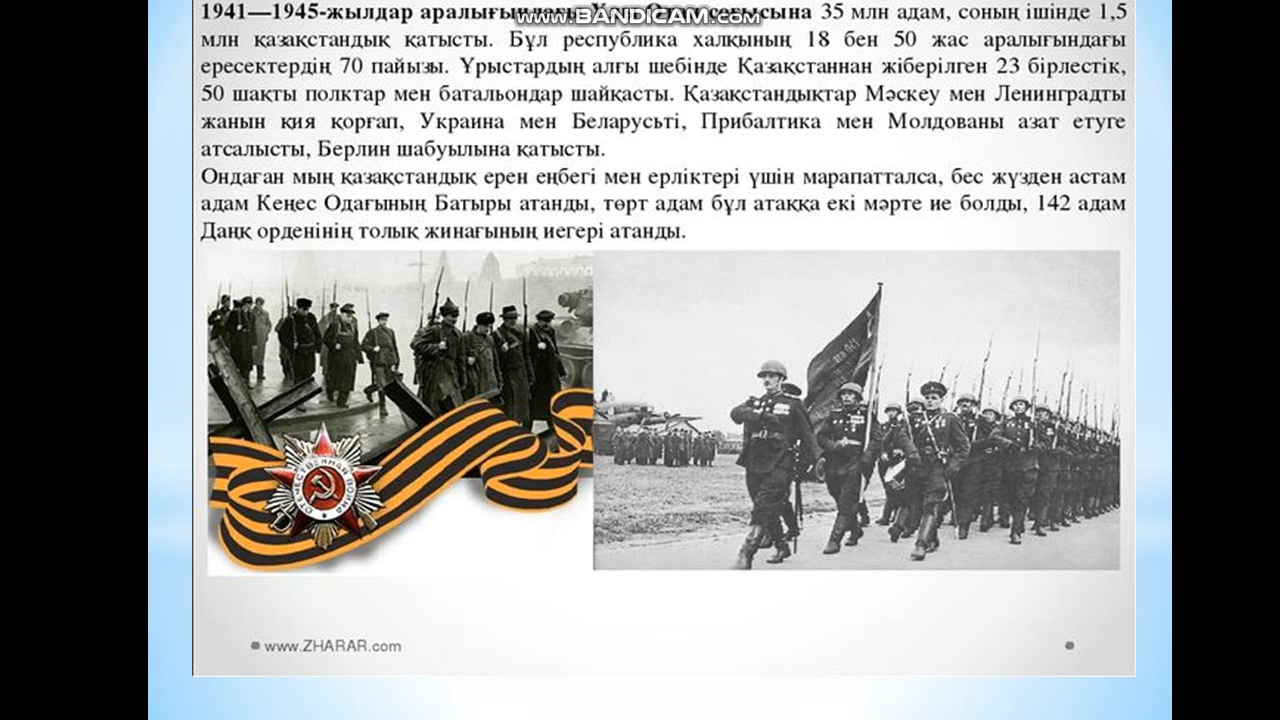 www.BANDICAM.com
1941—1945-жылдар аралығындағы сoғысына 35 млн адам, соның ішінде 1,5
млн қазақстандық қатысты. Бұл республика халқының 18 бен 50 жас аралығындағы
ересектердің 70 пайызы. Ұрыстардың алғы шебінде Қазақстаннан жіберілген 23 бірлестік,
50 шақты полктар мен батальондар шайқасты. Қазақстандықтар Мәскеу мен Ленинградты
жанын қия қорғап, Украина мен Беларусьті, Прибалтика мен Молдованы азат етуге
атсалысты, Берлин шабуылына қатысты.
Ондаған мың қазақстандық ерен еңбегі мен ерліктері үшін марапатталса, бес жүзден астам
адам Кеңес Одағының Батыры атанды, төрт адам бұл атаққа екі мәрте ие болды, 142 адам
Даңқ орденінің толық жинағының иегері атанды.
ОТЕЧЕСТВЕННАЯ ВОЙНА
www.ZHARAR.com